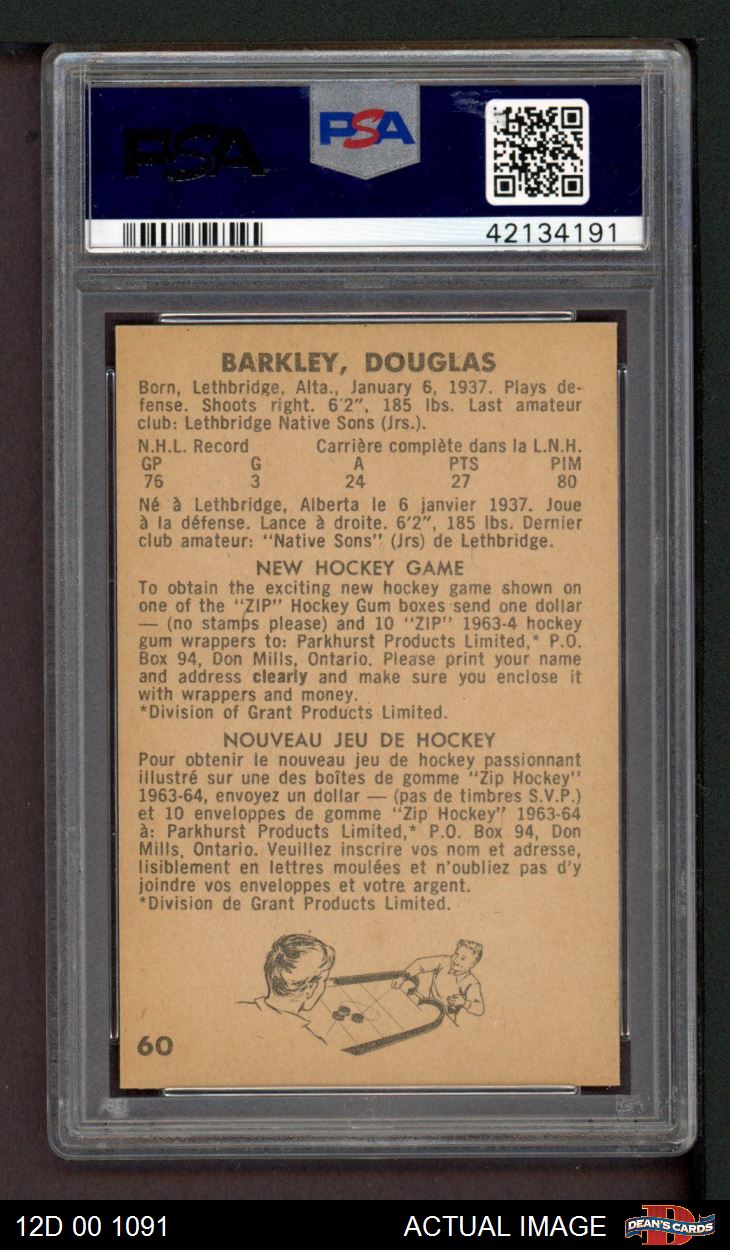 PSA
PSA
42134191
BARKLEY, DOUGLAS
Born, Lethbridge, Alta., January 6, 1937. Plays de-
fense. Shoots right. 6'2", 185 lbs. Last amateur
club: Lethbridge Native Sons (Jrs.).
N.H.L. Record Carrière complète dans la L.N.H.
GP G A PTS PIM
76 3 24 27 80
Né à Lethbridge, Alberta le 6 janvier 1937. Joue
à la défense. Lance à droite. 6'2", 185 lbs. Dernier
club amateur: "Native Sons" (Jrs) de Lethbridge.
NEW HOCKEY GAME
To obtain the exciting new hockey game shown on
one of the "ZIP" Hockey Gum boxes send one dollar
— (no stamps please) and 10 "ZIP" 1963-4 hockey
gum wrappers to: Parkhurst Products Limited,* P.O.
Box 94, Don Mills, Ontario. Please print your name
and address clearly and make sure you enclose it
with wrappers and money.
*Division of Grant Products Limited.
NOUVEAU JEU DE HOCKEY
Pour obtenir le nouveau jeu de hockey passionnant
illustré sur une des boîtes de gomme "Zip Hockey"
1963-64, envoyez un dollar — (pas de timbres S.V.P.)
et 10 enveloppes de gomme "Zip Hockey" 1963-64
à: Parkhurst Products Limited,* P.O. Box 94, Don
Mills, Ontario. Veuillez inscrire vos nom et adresse,
lisiblement en lettres moulées et n'oubliez pas d'y
joindre vos enveloppes et votre argent.
*Division de Grant Products Limited.
60
12D 00 1091 ACTUAL IMAGE DEAN'S CARDS